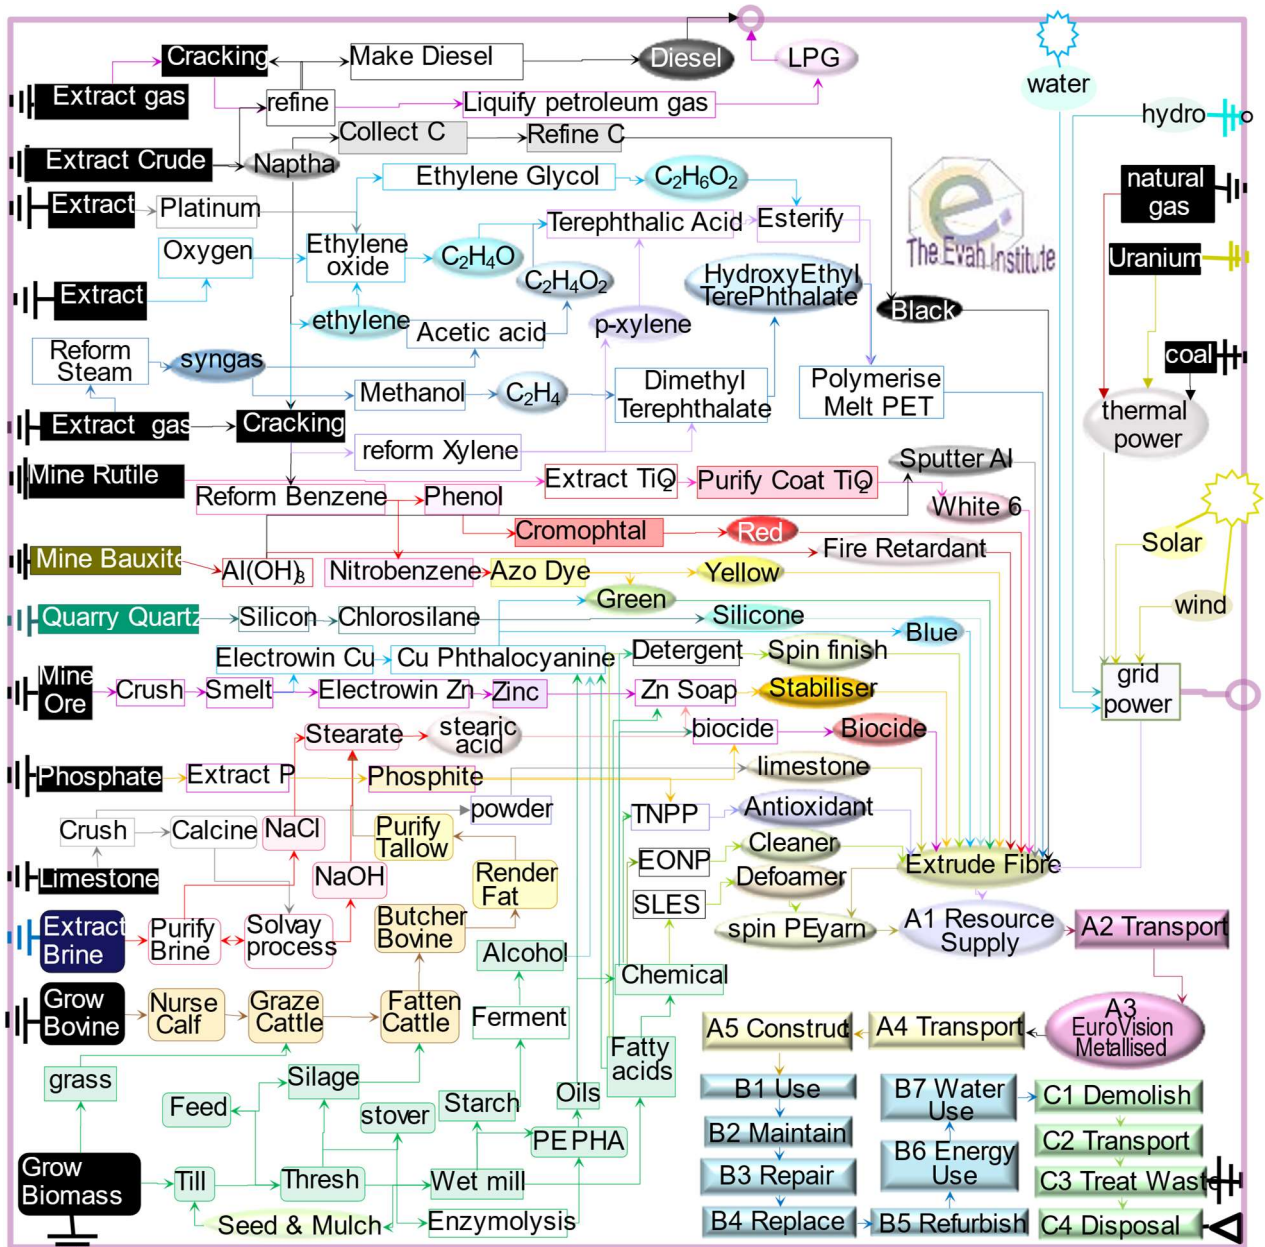 Cracking
Make Diesel
Diesel
LPG
water
Extract gas
refine
Liquify petroleum gas
hydro
Collect C
Refine C
Extract Crude
Naptha
Ethylene Glycol
C2H6O2
natural
gas
Extract
Platinum
Terephthalic Acid
Esterify
The Evah Institute
Oxygen
Ethylene
oxide
C2H4O
C2H4O2
HydroxyEthyl
TerePhthalate
Uranium
Extract
ethylene
Acetic acid
p-xylene
Black
Reform
Steam
syngas
coal
Methanol
C2H4
Dimethyl
Terephthalate
Polymerise
Melt PET
thermal
power
Extract gas
Cracking
reform Xylene
Sputter Al
Mine Rutile
Reform Benzene
Phenol
Extract TiO2
Purify Coat TiO2
White 6
Cromophtal
Red
Fire Retardant
Solar
Mine Bauxite
Al(OH)3
Nitrobenzene
Azo Dye
Yellow
Green
wind
Quarry Quartz
Silicon
Chlorosilane
Silicone
Blue
Electrowin Cu
Cu Phthalocyanine
Detergent
Spin finish
Mine
Ore
Crush
Smelt
Electrowin Zn
Zinc
Zn Soap
Stabiliser
grid
power
Stearate
stearic
acid
biocide
Biocide
Phosphate
Extract P
Phosphite
limestone
powder
TNPP
Antioxidant
Crush
Calcine
NaCl
Purify
Tallow
Cleaner
EONP
Extrude Fibre
Limestone
NaOH
Render
Fat
Defoamer
SLES
Extract
Brine
Purify
Brine
Solvay
process
Butcher
Bovine
spin PEyarn
A1 Resource
Supply
A2 Transport
Alcohol
Chemical
Grow
Bovine
Nurse
Calf
Graze
Cattle
Fatten
Cattle
Ferment
A5 Construct
A4 Transport
A3
EuroVision
Metallised
Fatty
acids
grass
Silage
Feed
stover
Starch
Oils
B1 Use
B7 Water
Use
C1 Demolish
PE PHA
B2 Maintain
C2 Transport
Grow
Biomass
Till
Thresh
Wet mill
B3 Repair
B6 Energy
Use
C3 Treat Waste
Seed & Mulch
Enzymolysis
B4 Replace
B5 Refurbish
C4 Disposal